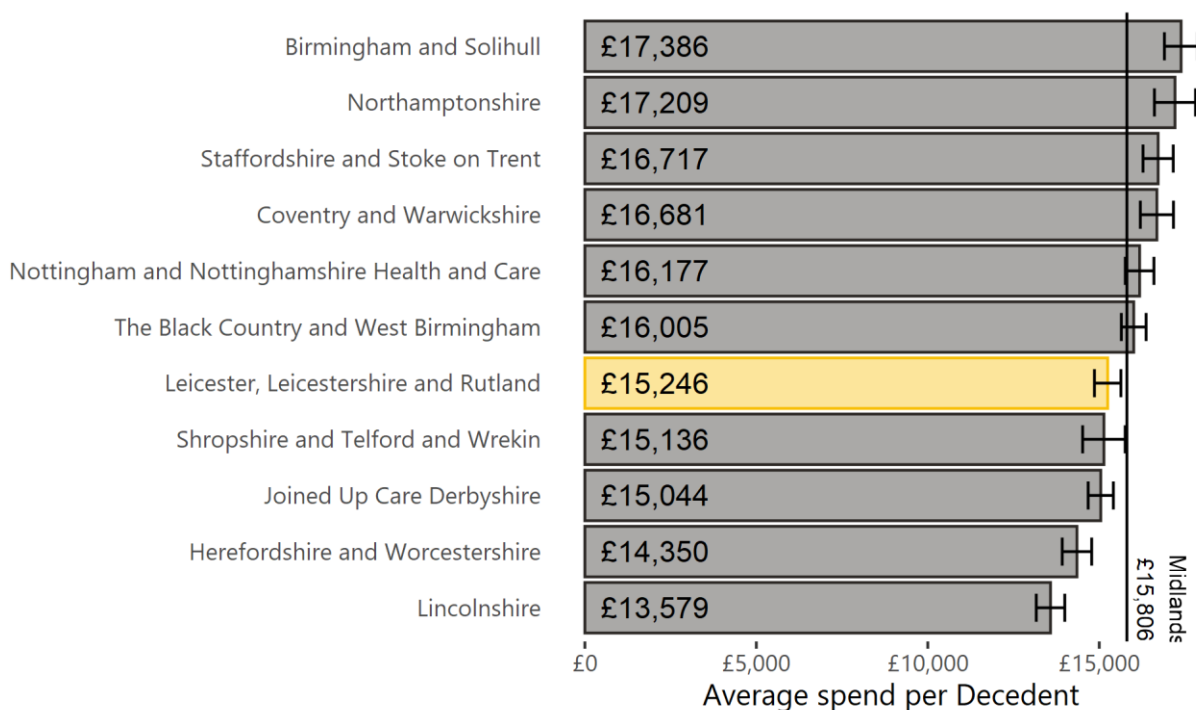 Birmingham and Solihull £17,386
Northamptonshire £17,209
Staffordshire and Stoke on Trent £16,717
Coventry and Warwickshire £16,681
Nottingham and Nottinghamshire Health and Care £16,177
The Black Country and West Birmingham £16,005
Leicester, Leicestershire and Rutland £15,246
Shropshire and Telford and Wrekin £15,136
Joined Up Care Derbyshire £15,044
Herefordshire and Worcestershire £14,350
Lincolnshire £13,579
Midlands
£15,806
£0 £5,000 £10,000 £15,000
Average spend per Decedent